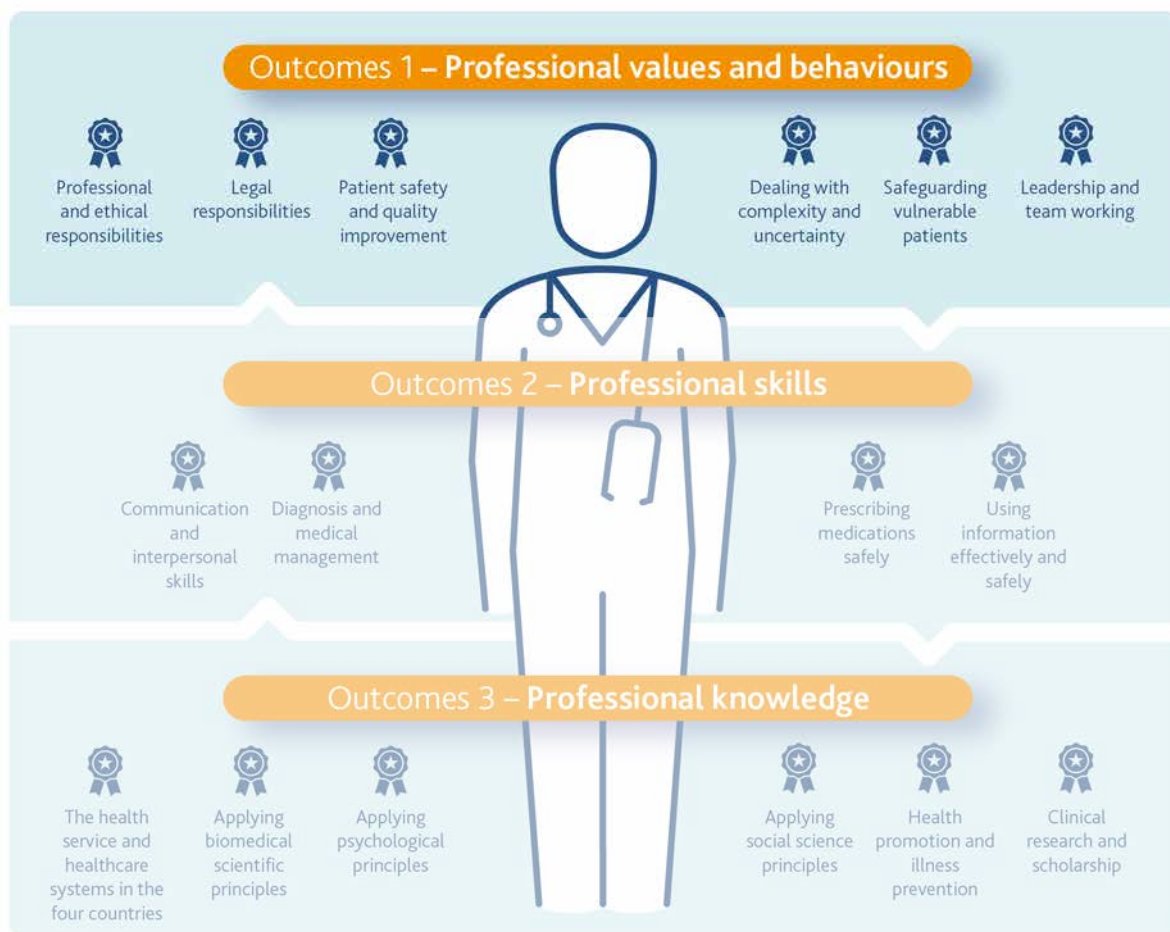 Outcomes 1 – Professional values and behaviours
Professional
and ethical
responsibilities
Legal
responsibilities
Patient safety
and quality
improvement
Dealing with
complexity and
uncertainty
Safeguarding
vulnerable
patients
Leadership and
team working
Outcomes 2 – Professional skills
Communication
and
interpersonal
skills
Diagnosis and
medical
management
Prescribing
medications
safely
Using
information
effectively and
safely
Outcomes 3 – Professional knowledge
The health
service and
healthcare
systems in the
four countries
Applying
biomedical
scientific
principles
Applying
psychological
principles
Applying
social science
principles
Health
promotion and
illness
prevention
Clinical
research and
scholarship